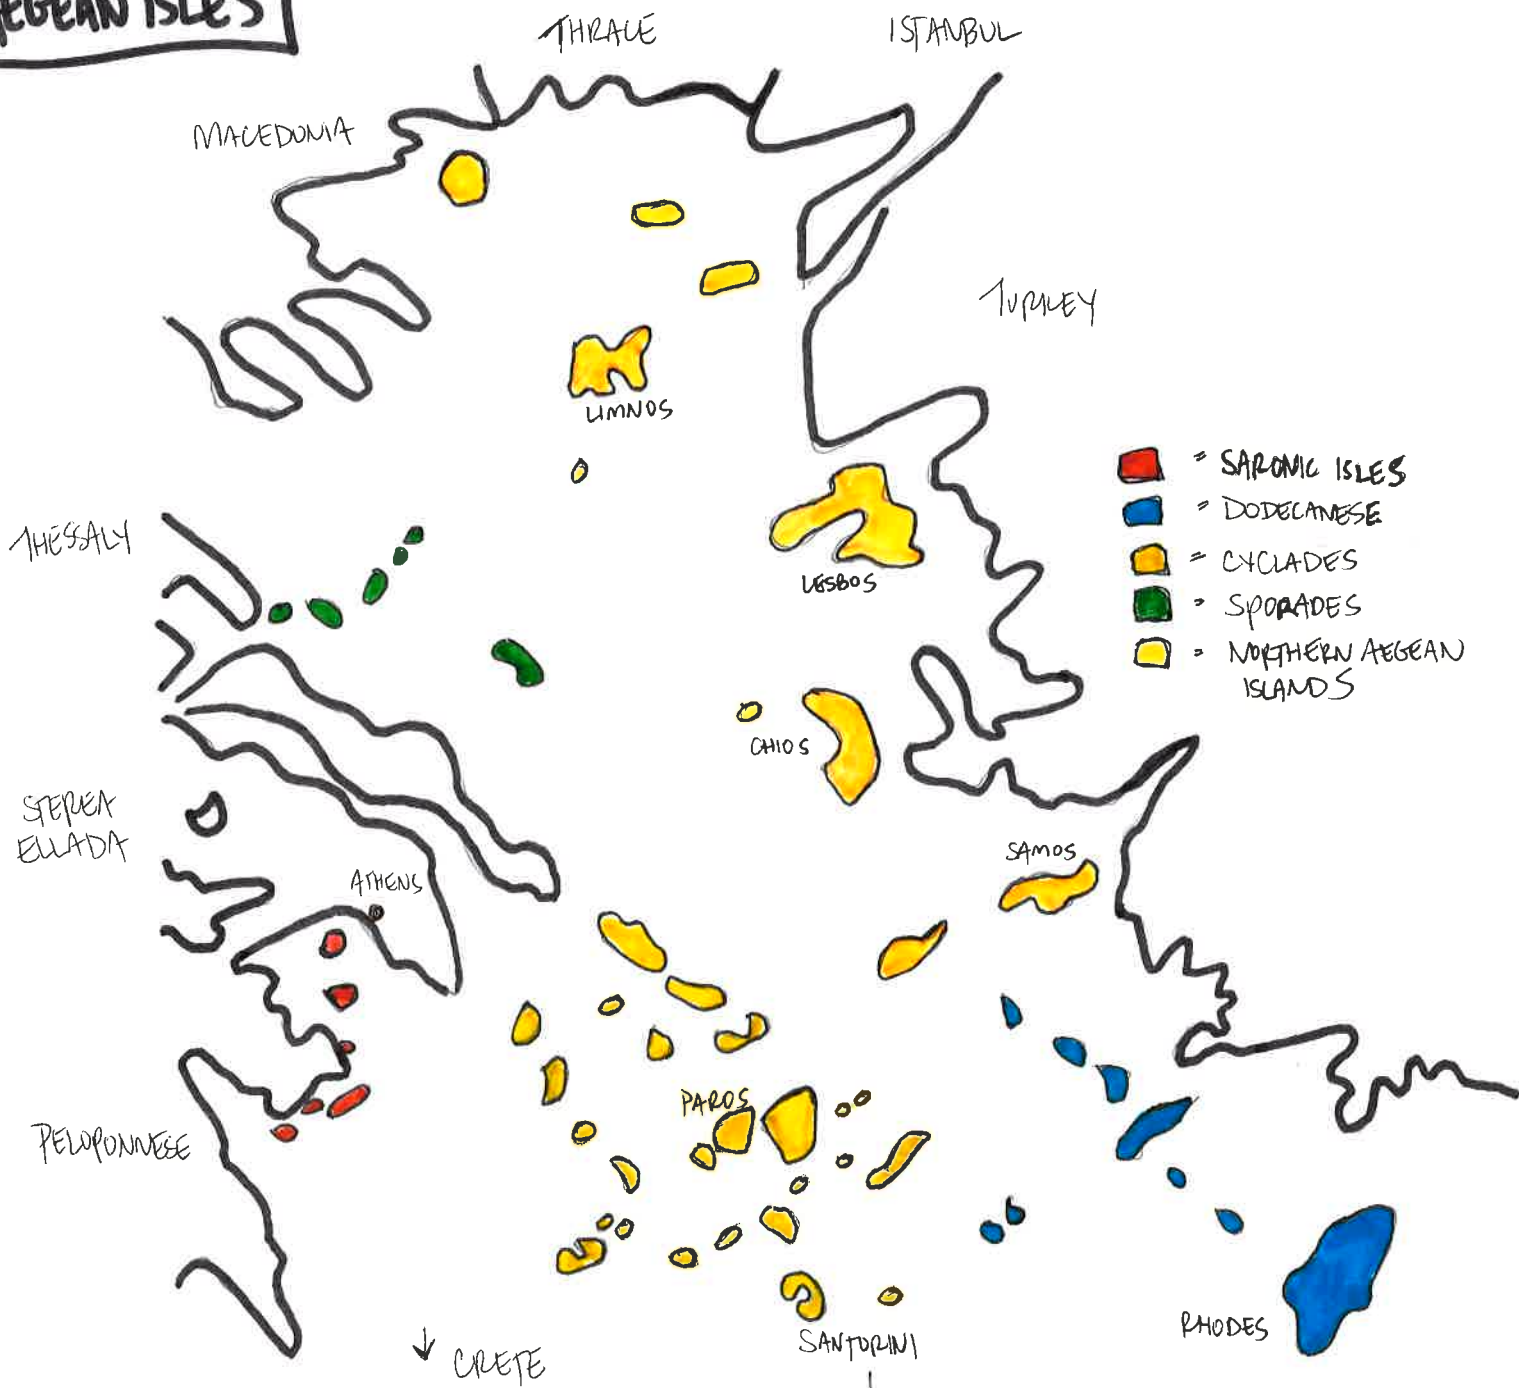 AEGEAN ISLES
THRACE
ISTANBUL
MACEDONIA
TURKEY
LIMNOS
= SARONIC ISLES
= DODECANESE
= CYCLADES
= SPORADES
= NORTHERN AEGEAN
ISLANDS
THESSALY
LESBOS
CHIOS
STEREA
ELLADA
ATHENS
SAMOS
PAROS
PELOPONNESE
RHODES
SANTORINI
↓ CRETE